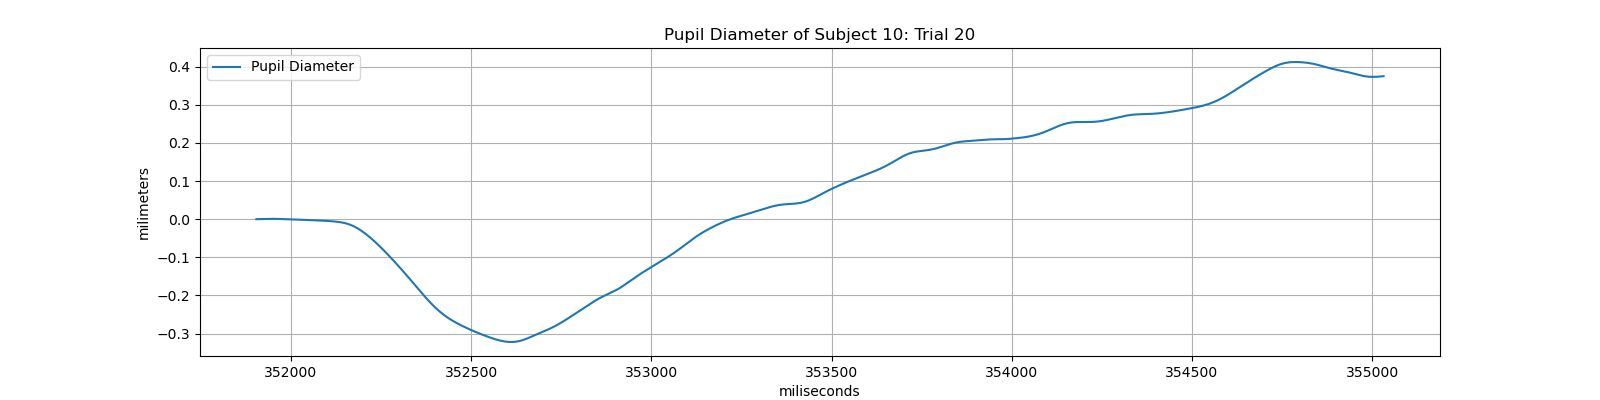 Pupil Diameter of Subject 10: Trial 20
Pupil Diameter
0.4
0.3
0.2
0.1
0.0
−0.1
−0.2
−0.3
milimeters
352000 352500 353000 353500 354000 354500 355000
miliseconds